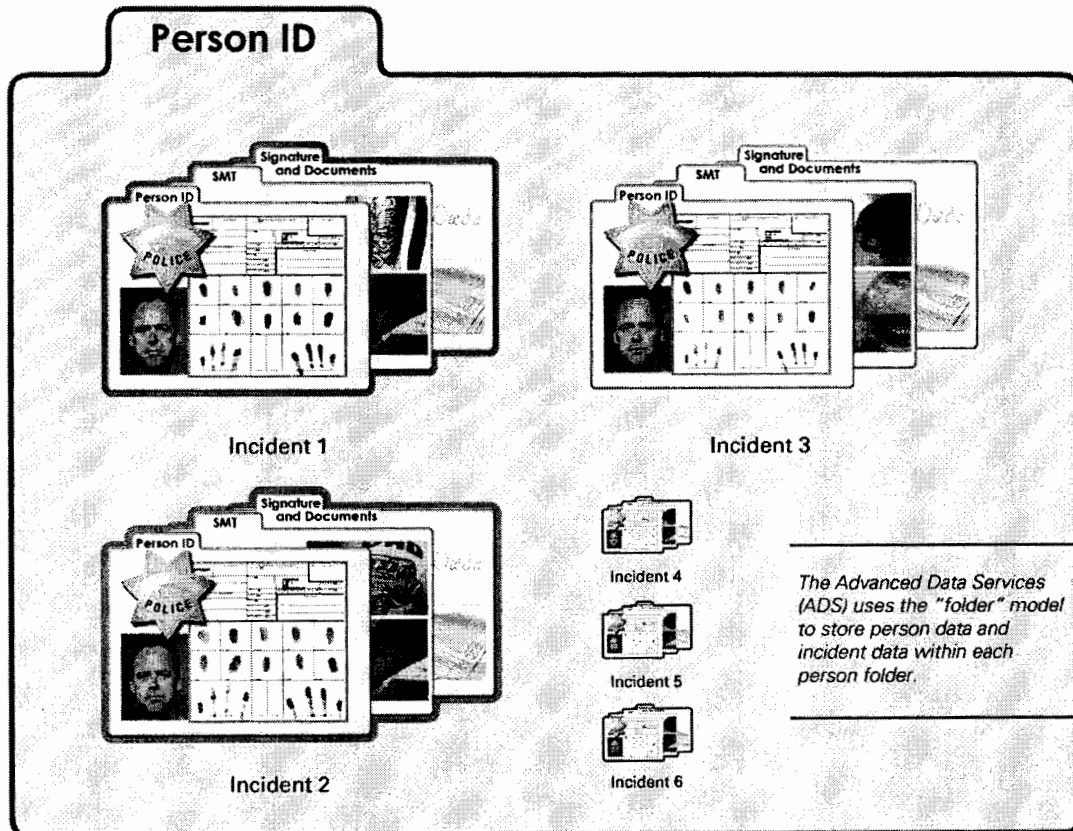 Person ID
Signature
and Documents
SMT
Person ID
POLICE
Incident 1
Signature
and Documents
SMT
Person ID
POLICE
Incident 3
Signature
and Documents
SMT
Person ID
POLICE
Incident 2
Incident 4
Incident 5
Incident 6
The Advanced Data Services
(ADS) uses the "folder" model
to store person data and
incident data within each
person folder.